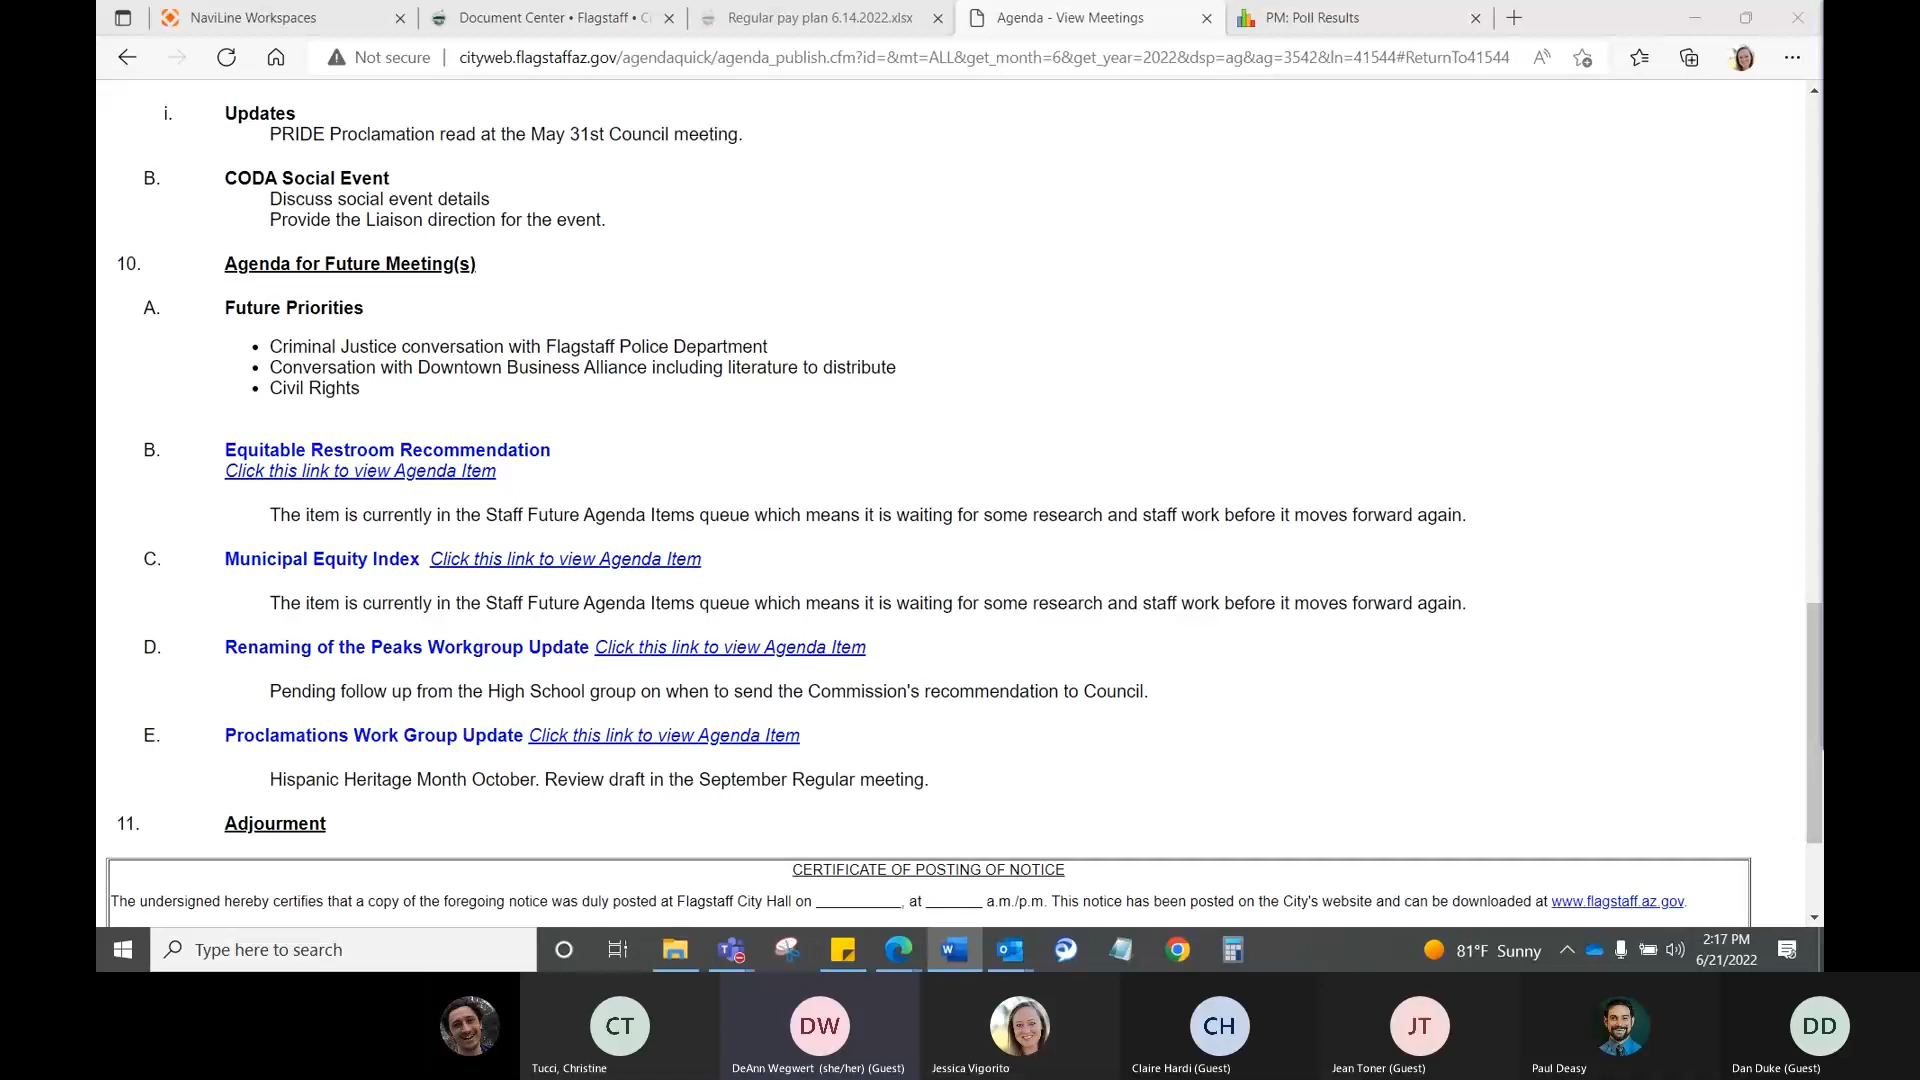 NaviLine Workspaces
Document Center • Flagstaff • C
Regular pay plan 6.14.2022.xlsx
Agenda - View Meetings
PM: Poll Results
Not secure
cityweb.flagstaffaz.gov/agendaquick/agenda_publish.cfm?id=&mt=ALL&get_month=6&get_year=2022&dsp=ag&ag=3542&ln=41544#ReturnTo41544
i. Updates
PRIDE Proclamation read at the May 31st Council meeting.
B. CODA Social Event
Discuss social event details
Provide the Liaison direction for the event.
10. Agenda for Future Meeting(s)
A. Future Priorities
• Criminal Justice conversation with Flagstaff Police Department
• Conversation with Downtown Business Alliance including literature to distribute
• Civil Rights
B. Equitable Restroom Recommendation
Click this link to view Agenda Item
The item is currently in the Staff Future Agenda Items queue which means it is waiting for some research and staff work before it moves forward again.
C. Municipal Equity Index Click this link to view Agenda Item
The item is currently in the Staff Future Agenda Items queue which means it is waiting for some research and staff work before it moves forward again.
D. Renaming of the Peaks Workgroup Update Click this link to view Agenda Item
Pending follow up from the High School group on when to send the Commission's recommendation to Council.
E. Proclamations Work Group Update Click this link to view Agenda Item
Hispanic Heritage Month October. Review draft in the September Regular meeting.
11. Adjourment
CERTIFICATE OF POSTING OF NOTICE
The undersigned hereby certifies that a copy of the foregoing notice was duly posted at Flagstaff City Hall on ___________, at _______ a.m./p.m. This notice has been posted on the City's website and can be downloaded at www.flagstaff.az.gov.
Type here to search
81°F Sunny
2:17 PM
6/21/2022
CT
DW
CH
JT
DD
Tucci, Christine
DeAnn Wegwert (she/her) (Guest)
Jessica Vigorito
Claire Hardi (Guest)
Jean Toner (Guest)
Paul Deasy
Dan Duke (Guest)